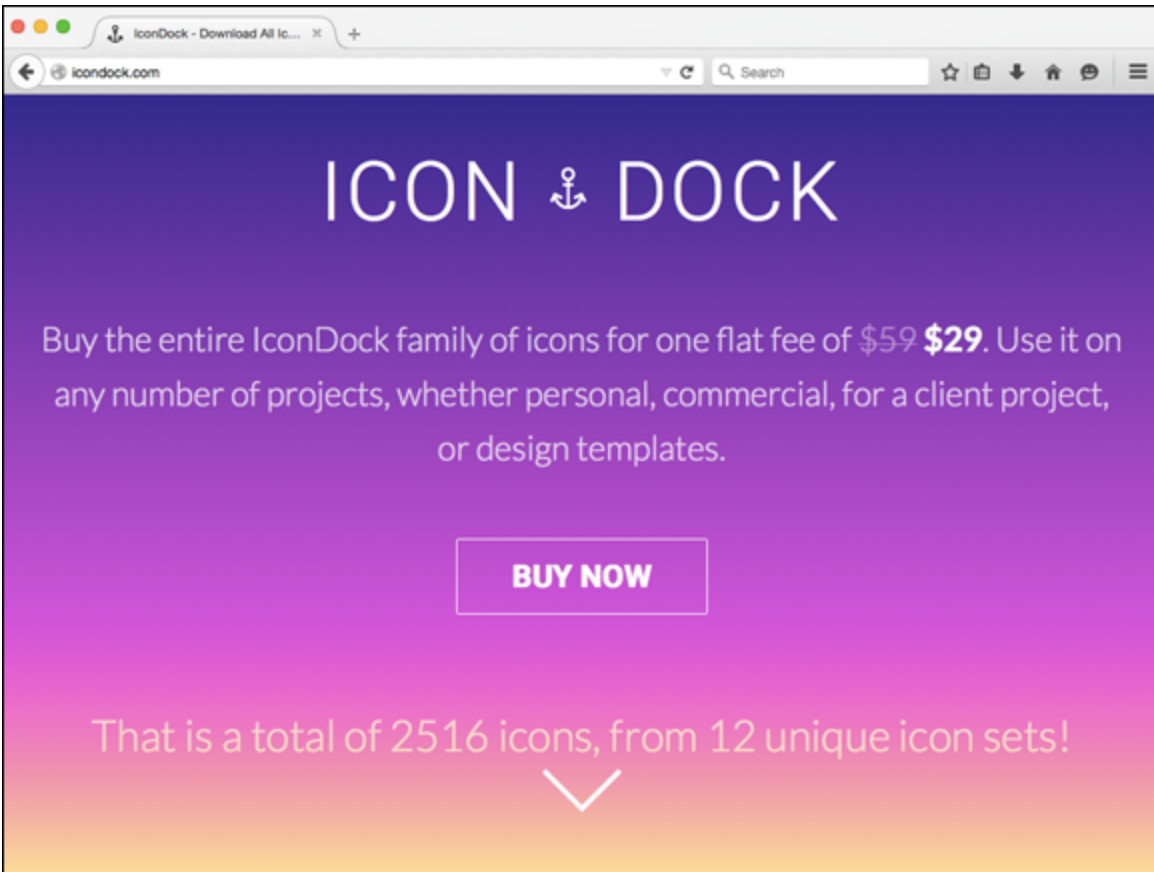 IconDock - Download All Ic...
icondock.com
Search
ICON DOCK
Buy the entire IconDock family of icons for one flat fee of $59 $29. Use it on
any number of projects, whether personal, commercial, for a client project,
or design templates.
BUY NOW
That is a total of 2516 icons, from 12 unique icon sets!